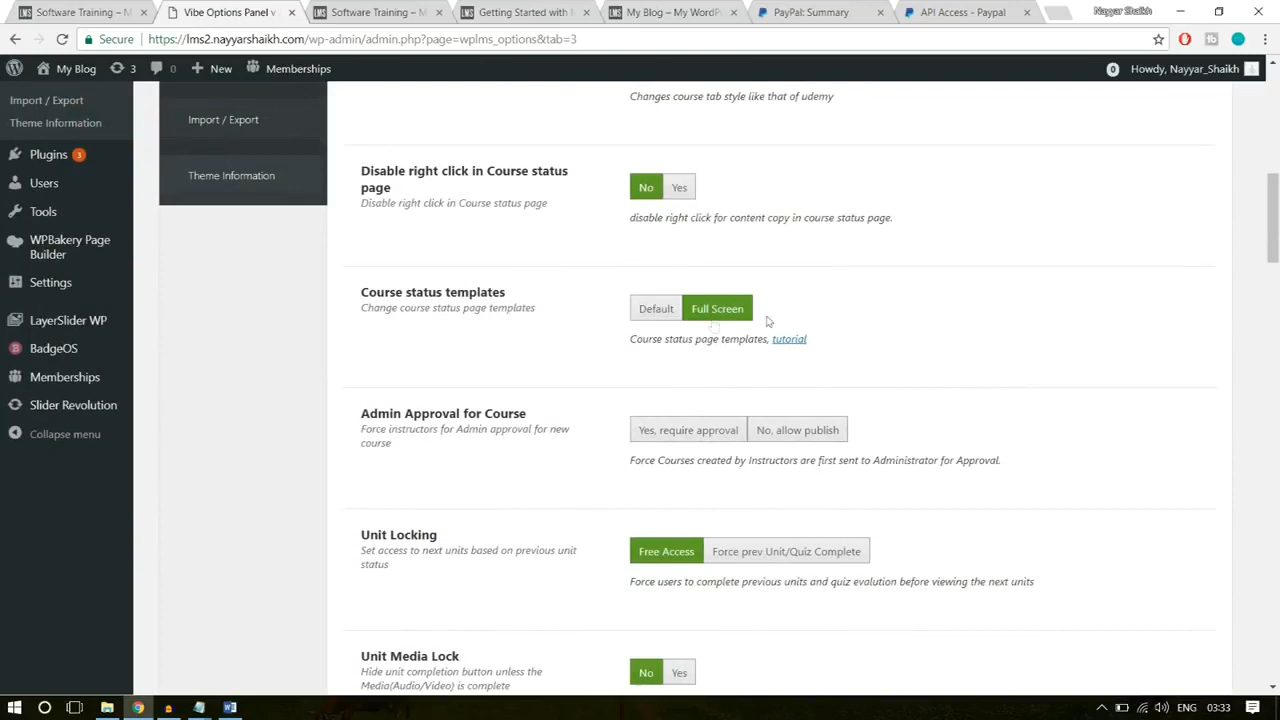 Software Training – M
Vibe Options Panel v
Software Training – M
Getting Started with
My Blog – My WordP
PayPal: Summary
API Access - Paypal
Nayyar Shaikh
Secure
https://lms2.nayyarshaikh.com/wp-admin/admin.php?page=wplms_options&tab=3
My Blog
3
0
New
Memberships
0
Howdy, Nayyar_Shaikh
Import / Export
Theme Information
Plugins 3
Users
Tools
WPBakery Page
Builder
Settings
LayerSlider WP
BadgeOS
Memberships
Slider Revolution
Collapse menu
Import / Export
Theme Information
Changes course tab style like that of udemy
Disable right click in Course status
page
Disable right click in Course status page
No Yes
disable right click for content copy in course status page.
Course status templates
Change course status page templates
Default Full Screen
Course status page templates, tutorial
Admin Approval for Course
Force instructors for Admin approval for new
course
Yes, require approval No, allow publish
Force Courses created by Instructors are first sent to Administrator for Approval.
Unit Locking
Set access to next units based on previous unit
status
Free Access Force prev Unit/Quiz Complete
Force users to complete previous units and quiz evalution before viewing the next units
Unit Media Lock
Hide unit completion button unless the
Media(Audio/Video) is complete
No Yes
ENG
03:33